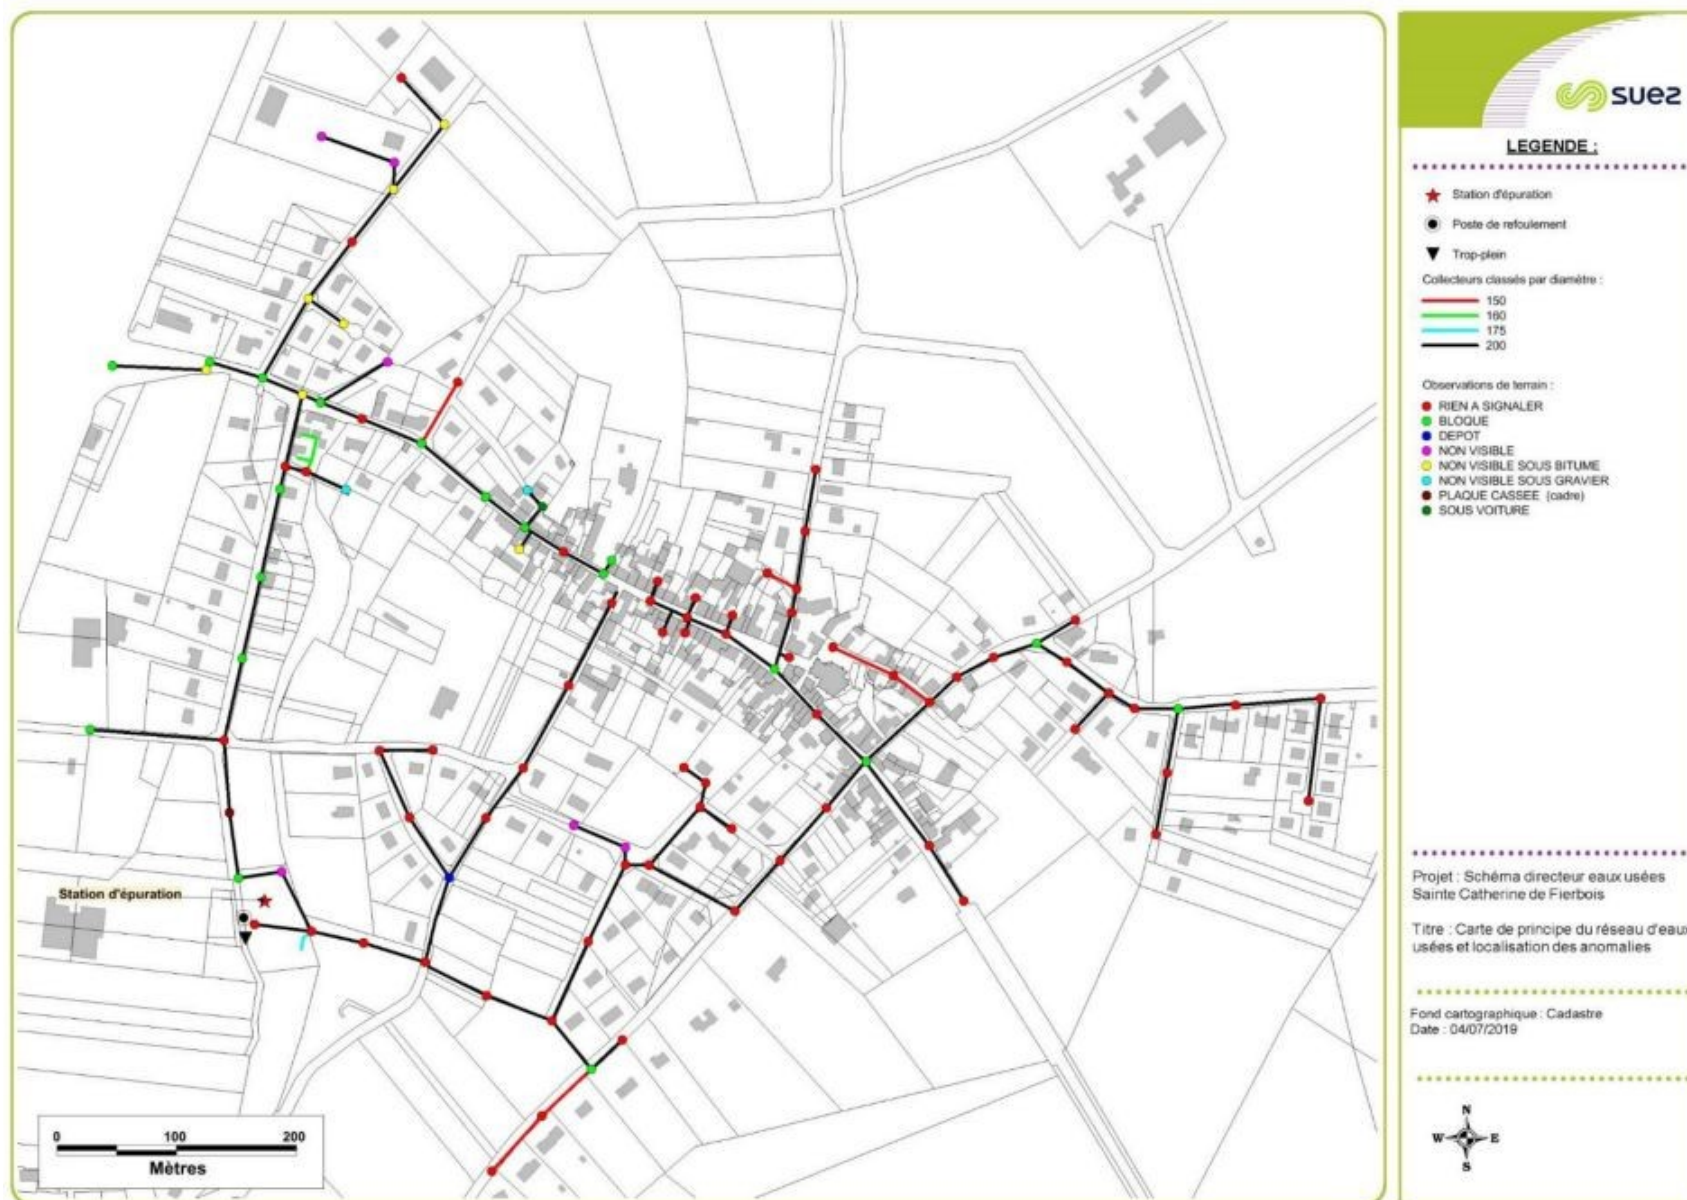 suez
LEGENDE :
Station d'épuration
Poste de refoulement
Trop-plein
Collecteurs classés par diamètre :
150
160
175
200
Observations de terrain :
RIEN A SIGNALER
BLOQUE
DEPOT
NON VISIBLE
NON VISIBLE SOUS BITUME
NON VISIBLE SOUS GRAVIER
PLAQUE CASSEE (cadre)
SOUS VOITURE
Station d'épuration
Projet : Schéma directeur eaux usées
Sainte Catherine de Fierbois
Titre : Carte de principe du réseau d'eaux
usées et localisation des anomalies
Fond cartographique : Cadastre
Date : 04/07/2019
0 100 200
Mètres
N
W E
S